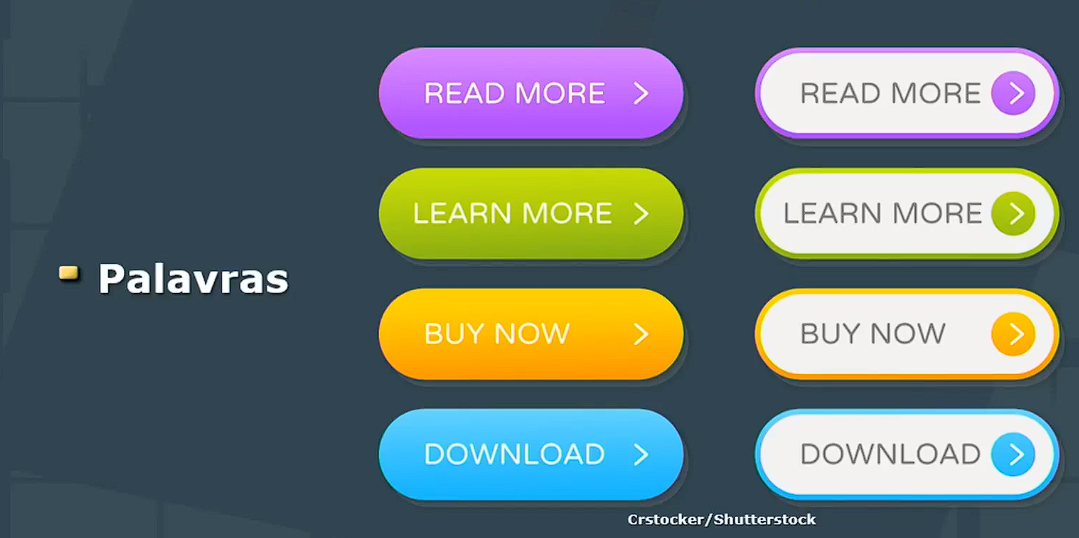 READ MORE
READ MORE
LEARN MORE
LEARN MORE
Palavras
BUY NOW
BUY NOW
DOWNLOAD
DOWNLOAD
Crstocker/Shutterstock